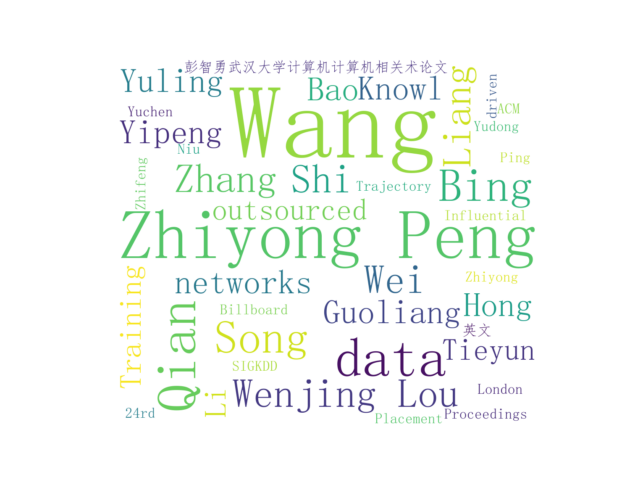 彭智勇武汉大学计算机计算机相关术论文
Yuling
Wang
Bao
Knowl
Liang
driven
ACM
Yuchen
Yipeng
Yudong
Niu
Ping
Zhifeng
Zhang
Shi
Trajectory
Bing
outsourced
Influential
Zhiyong Peng
networks
Wei
Zhiyong
Training
Qian
Billboard
Guoliang
Hong
英文
Song
data
Tieyun
SIGKDD
Li
Wenjing Lou
London
24rd
Placement
Proceedings